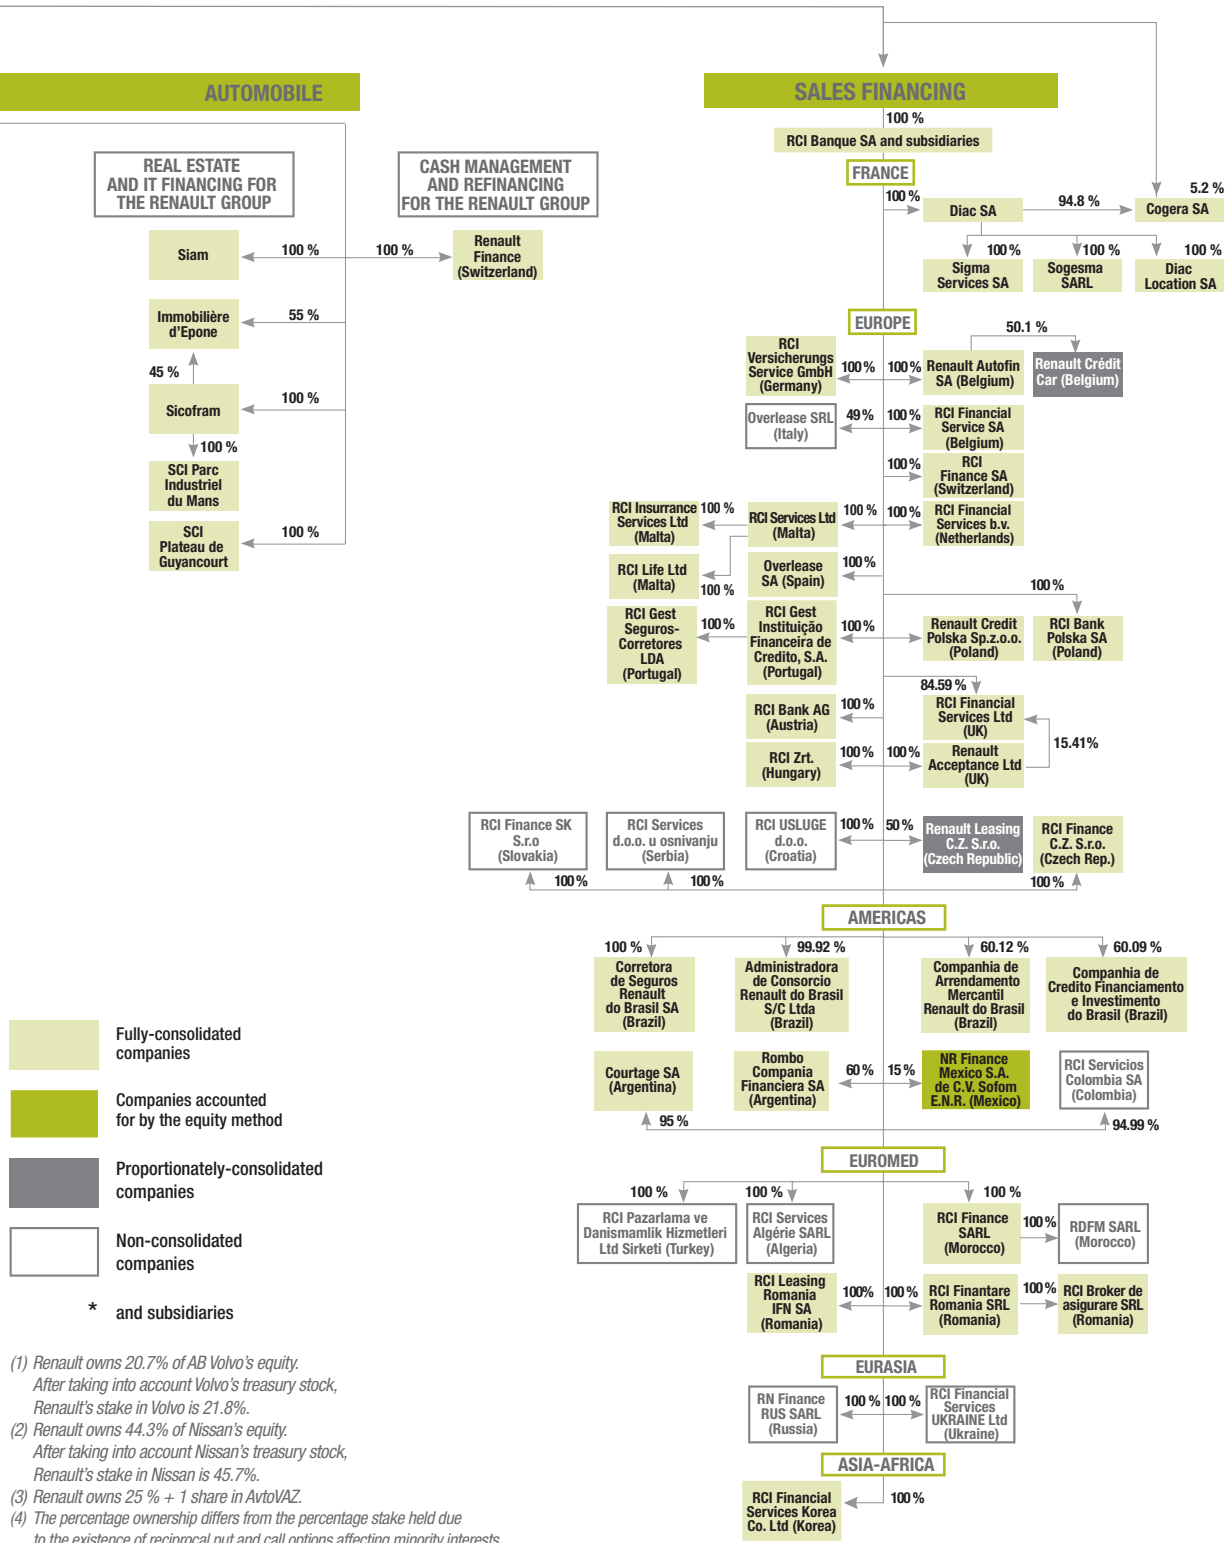 AUTOMOBILE
REAL ESTATE
AND IT FINANCING FOR
THE RENAULT GROUP
CASH MANAGEMENT
AND REFINANCING
FOR THE RENAULT GROUP
Siam
100 %
100 %
Renault
Finance
(Switzerland)
Immobilière
d'Epone
55 %
45 %
Sicofram
100 %
100 %
SCI Parc
Industriel
du Mans
SCI
Plateau de
Guyancourt
100 %
SALES FINANCING
100 %
RCI Banque SA and subsidiaries
FRANCE
100 %
Diac SA
94.8 %
5.2 %
Cogera SA
100 %
100 %
100 %
Sigma
Services SA
Sogesma
SARL
Diac
Location SA
EUROPE
50.1 %
RCI
Versicherungs
Service GmbH
(Germany)
100 %
100 %
Renault Autofin
SA (Belgium)
Renault Crédit
Car (Belgium)
Overlease SRL
(Italy)
49 %
100 %
RCI Financial
Service SA
(Belgium)
100 %
RCI
Finance SA
(Switzerland)
RCI Insurrance
Services Ltd
(Malta)
100 %
RCI Services Ltd
(Malta)
100 %
100 %
RCI Financial
Services b.v.
(Netherlands)
RCI Life Ltd
(Malta)
100 %
Overlease
SA (Spain)
100 %
100 %
RCI Gest
Seguros-
Corretores
LDA
(Portugal)
100 %
RCI Gest
Instituição
Financeira de
Credito, S.A.
(Portugal)
100 %
Renault Credit
Polska Sp.z.o.o.
(Poland)
RCI Bank
Polska SA
(Poland)
84.59 %
RCI Bank AG
(Austria)
100 %
RCI Financial
Services Ltd
(UK)
15.41%
RCI Zrt.
(Hungary)
100 %
100 %
Renault
Acceptance Ltd
(UK)
RCI Finance SK
S.r.o
(Slovakia)
RCI Services
d.o.o. u osnivanju
(Serbia)
RCI USLUGE
d.o.o.
(Croatia)
100 %
50 %
Renault Leasing
C.Z. S.r.o.
(Czech Republic)
RCI Finance
C.Z. S.r.o.
(Czech Rep.)
100 %
100 %
100 %
AMERICAS
100 %
99.92 %
60.12 %
60.09 %
Corretora
de Seguros
Renault
do Brasil SA
(Brazil)
Administradora
de Consorcio
Renault do Brasil
S/C Ltda
(Brazil)
Companhia de
Arrendamento
Mercantil
Renault do Brasil
(Brazil)
Companhia de
Credito Financiamento
e Investimento
do Brasil (Brazil)
Courtage SA
(Argentina)
Rombo
Compania
Financiera SA
(Argentina)
60 %
15 %
NR Finance
Mexico S.A.
de C.V. Sofom
E.N.R. (Mexico)
RCI Servicios
Colombia SA
(Colombia)
95 %
94.99 %
EUROMED
100 %
100 %
100 %
RCI Pazarlama ve
Danismamlik Hizmetleri
Ltd Sirketi (Turkey)
RCI Services
Algérie SARL
(Algeria)
RCI Finance
SARL
(Morocco)
100 %
RDFM SARL
(Morocco)
RCI Leasing
Romania
IFN SA
(Romania)
100%
100 %
RCI Finantare
Romania SRL
(Romania)
100 %
RCI Broker de
asigurare SRL
(Romania)
EURASIA
RN Finance
RUS SARL
(Russia)
100 %
100 %
RCI Financial
Services
UKRAINE Ltd
(Ukraine)
ASIA-AFRICA
RCI Financial
Services Korea
Co. Ltd (Korea)
100 %
Fully-consolidated
companies
Companies accounted
for by the equity method
Proportionately-consolidated
companies
Non-consolidated
companies
* and subsidiaries
(1) Renault owns 20.7% of AB Volvo's equity.
After taking into account Volvo's treasury stock,
Renault's stake in Volvo is 21.8%.
(2) Renault owns 44.3% of Nissan's equity.
After taking into account Nissan's treasury stock,
Renault's stake in Nissan is 45.7%.
(3) Renault owns 25 % + 1 share in AvtoVAZ.
(4) The percentage ownership differs from the percentage stake held due
to the existence of reciprocal put and call options affecting minority interests